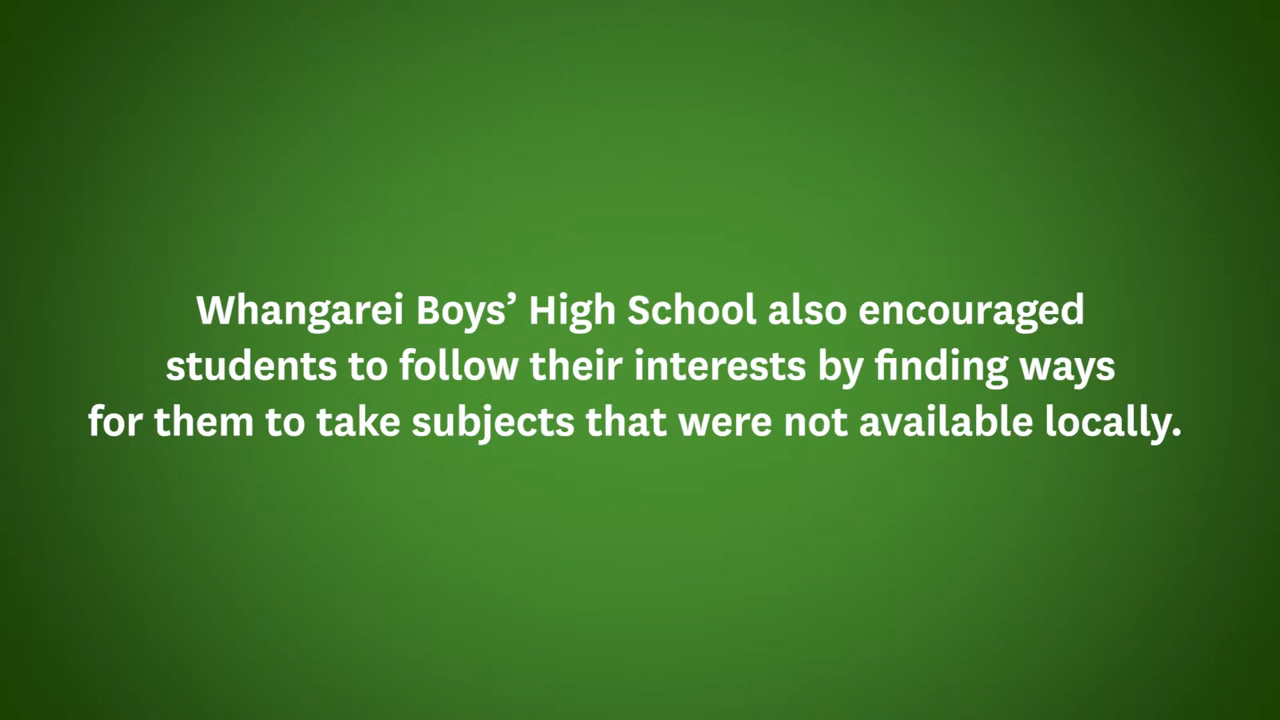 Whangarei Boys’ High School also encouraged
students to follow their interests by finding ways
for them to take subjects that were not available locally.